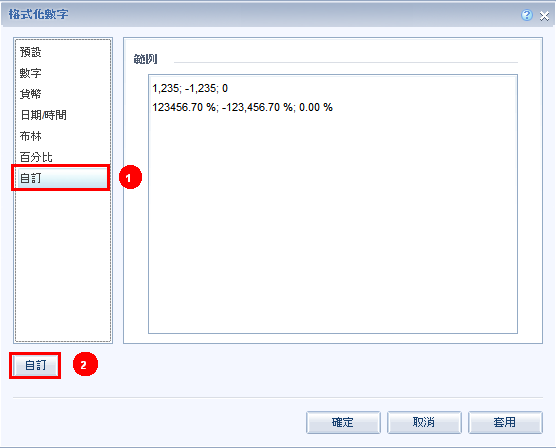 格式化數字
預設
數字
貨幣
日期/時間
布林
百分比
自訂
1
範例
1,235; -1,235; 0
123456.70 %; -123,456.70 %; 0.00 %
自訂
2
確定
取消
套用